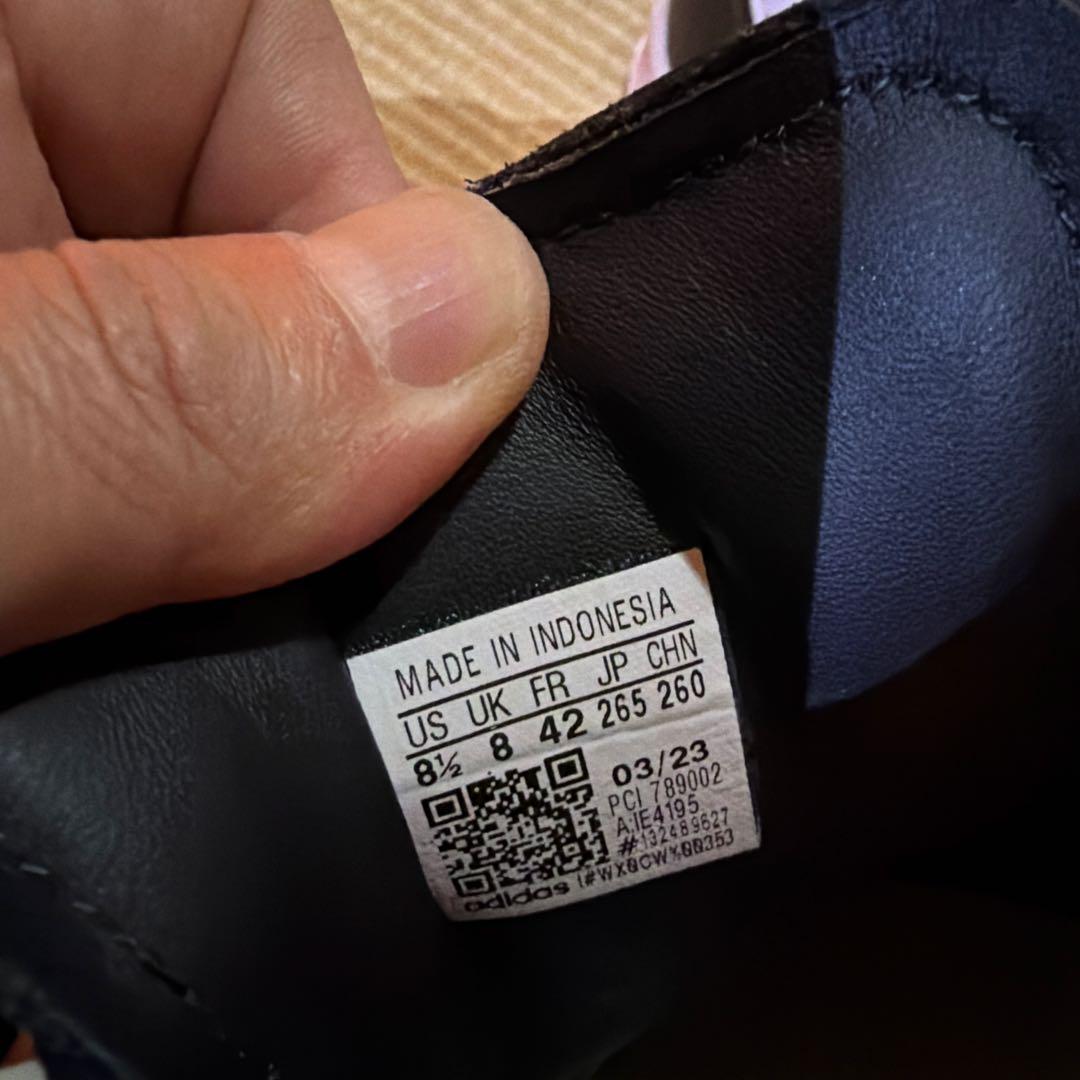 MADE IN INDONESIA
US UK FR JP CHN
8½ 8 42 265 260
03/23
PCI 789002
A.IE4195
#132489627
adidas